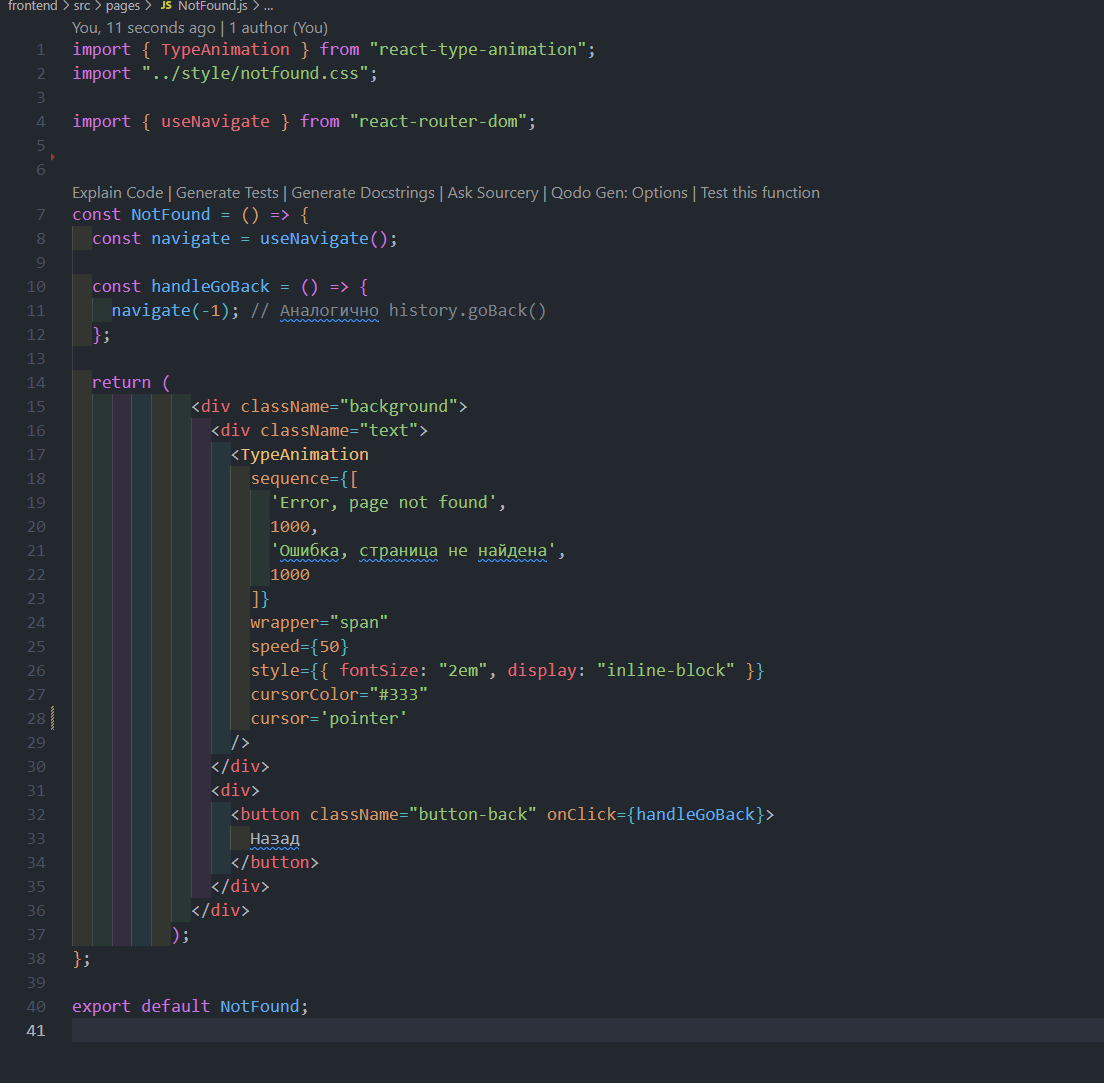 frontend > src > pages > JS NotFound.js > ...
You, 11 seconds ago | 1 author (You)
1 import { TypeAnimation } from "react-type-animation";
2 import "../style/notfound.css";
3
4 import { useNavigate } from "react-router-dom";
5
6
Explain Code | Generate Tests | Generate Docstrings | Ask Sourcery | Qodo Gen: Options | Test this function
7 const NotFound = () => {
8   const navigate = useNavigate();
9
10   const handleGoBack = () => {
11     navigate(-1); // Аналогично history.goBack()
12   };
13
14   return (
15             <div className="background">
16               <div className="text">
17                 <TypeAnimation
18                   sequence={[
19                     'Error, page not found',
20                     1000,
21                     'Ошибка, страница не найдена',
22                     1000
23                   ]}
24                   wrapper="span"
25                   speed={50}
26                   style={{ fontSize: "2em", display: "inline-block" }}
27                   cursorColor="#333"
28                   cursor='pointer'
29                 />
30               </div>
31               <div>
32                 <button className="button-back" onClick={handleGoBack}>
33                   Назад
34                 </button>
35               </div>
36             </div>
37           );
38 };
39
40 export default NotFound;
41